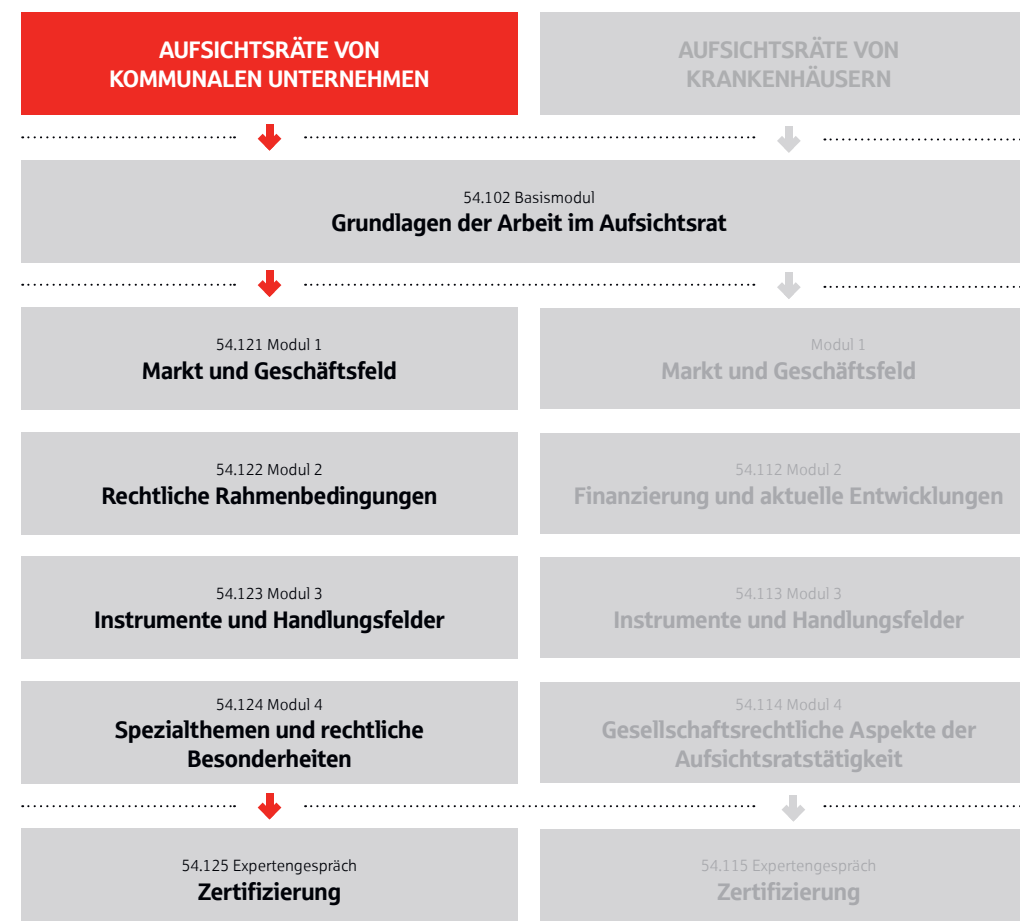 AUFSICHTSRÄTE VON
KOMMUNALEN UNTERNEHMEN
AUFSICHTSRÄTE VON
KRANKENHÄUSERN
54.102 Basismodul
Grundlagen der Arbeit im Aufsichtsrat
54.121 Modul 1
Markt und Geschäftsfeld
Modul 1
Markt und Geschäftsfeld
54.122 Modul 2
Rechtliche Rahmenbedingungen
54.112 Modul 2
Finanzierung und aktuelle Entwicklungen
54.123 Modul 3
Instrumente und Handlungsfelder
54.113 Modul 3
Instrumente und Handlungsfelder
54.124 Modul 4
Spezialthemen und rechtliche
Besonderheiten
54.114 Modul 4
Gesellschaftsrechtliche Aspekte der
Aufsichtsratstätigkeit
54.125 Expertengespräch
Zertifizierung
54.115 Expertengespräch
Zertifizierung